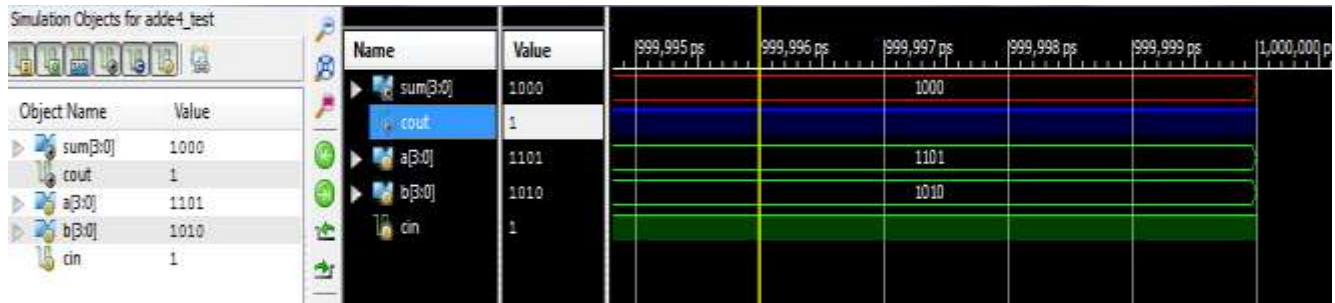 Simulation Objects for adde4_test
Object Name Value
sum[3:0] 1000
cout 1
a[3:0] 1101
b[3:0] 1010
cin 1
Name Value 999,995 ps 999,996 ps 999,997 ps 999,998 ps 999,999 ps 1,000,000 p
sum[3:0] 1000 1000
cout 1
a[3:0] 1101 1101
b[3:0] 1010 1010
cin 1